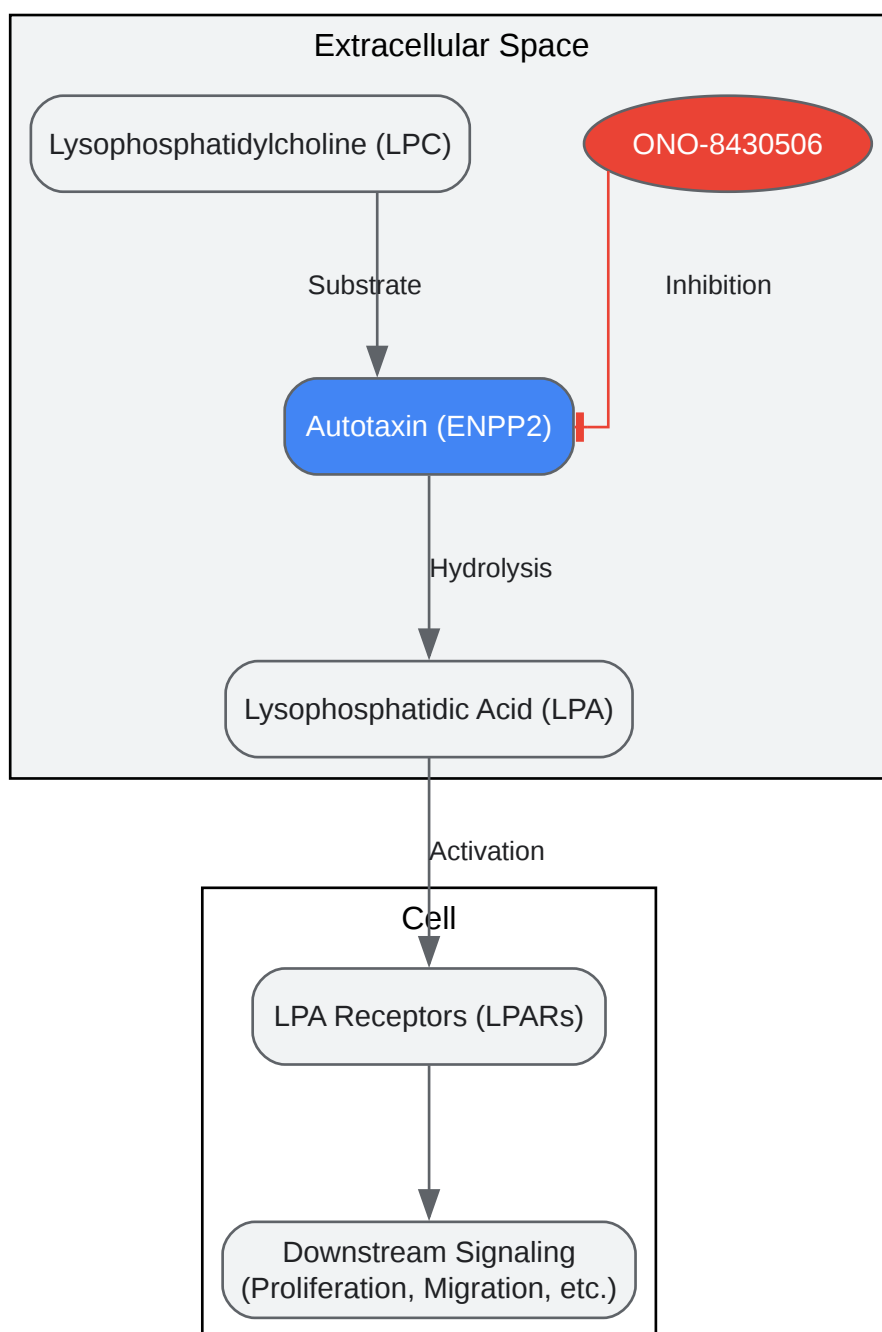 Extracellular Space
Lysophosphatidylcholine (LPC)
ONO-8430506
Substrate
Inhibition
Autotaxin (ENPP2)
Hydrolysis
Lysophosphatidic Acid (LPA)
Activation
Cell
LPA Receptors (LPARs)
Downstream Signaling
(Proliferation, Migration, etc.)